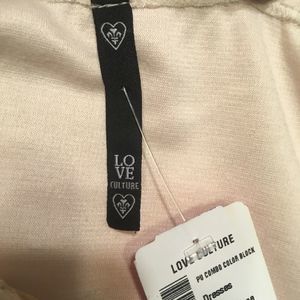 LO
VE
CULTURE
LOVE CULTURE
PU COMBO COLOR BLOCK
Dresses